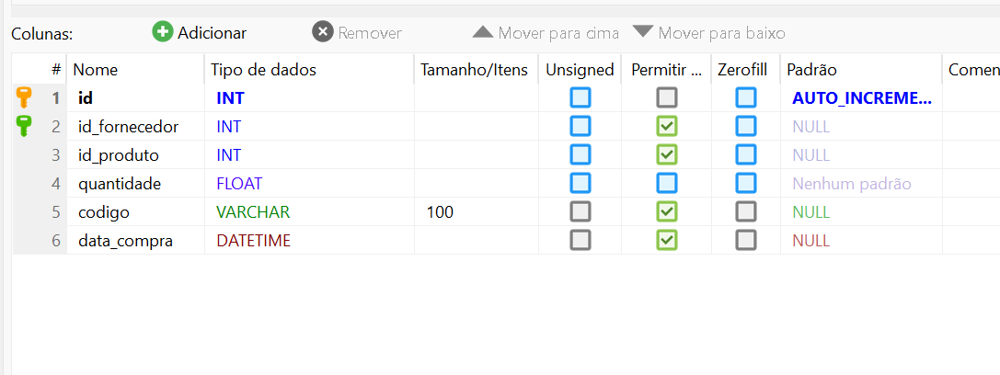 Colunas: Adicionar Remover Mover para cima Mover para baixo
# Nome Tipo de dados Tamanho/Itens Unsigned Permitir ... Zerofill Padrão Comen
1 id INT AUTO_INCREME...
2 id_fornecedor INT NULL
3 id_produto INT NULL
4 quantidade FLOAT Nenhum padrão
5 codigo VARCHAR 100 NULL
6 data_compra DATETIME NULL